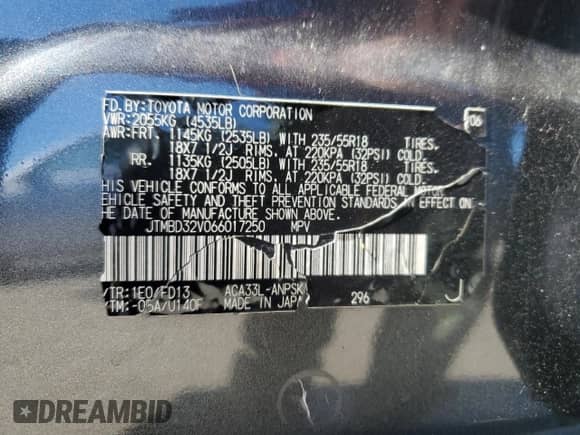 FD. BY: TOYOTA MOTOR CORPORATION 06
VWR: 2055KG (4535LB)
AWR: FRT. 1145KG (2535LB) WITH 235/55R18 TIRES.
18X7 1/2J RIMS. AT 220KPA (32PSI) COLD.
RR. 1135KG (2505LB) WITH 235/55R18 TIRES.
18X7 1/2J RIMS. AT 220KPA (32PSI) COLD.
HIS VEHICLE CONFORMS TO ALL APPLICABLE FEDERAL MOTOR
EHICLE SAFETY AND THEFT PREVENTION STANDARDS IN EFFECT
HE DATE OF MANUFACTURE SHOWN ABOVE.
JTMBD32V066017250 MPV
/TR: 1E0/FD13 ACA33L-ANPSK 296 J
/TM: -05A/U140F MADE IN JAPA
DREAMBID
DREAMBID